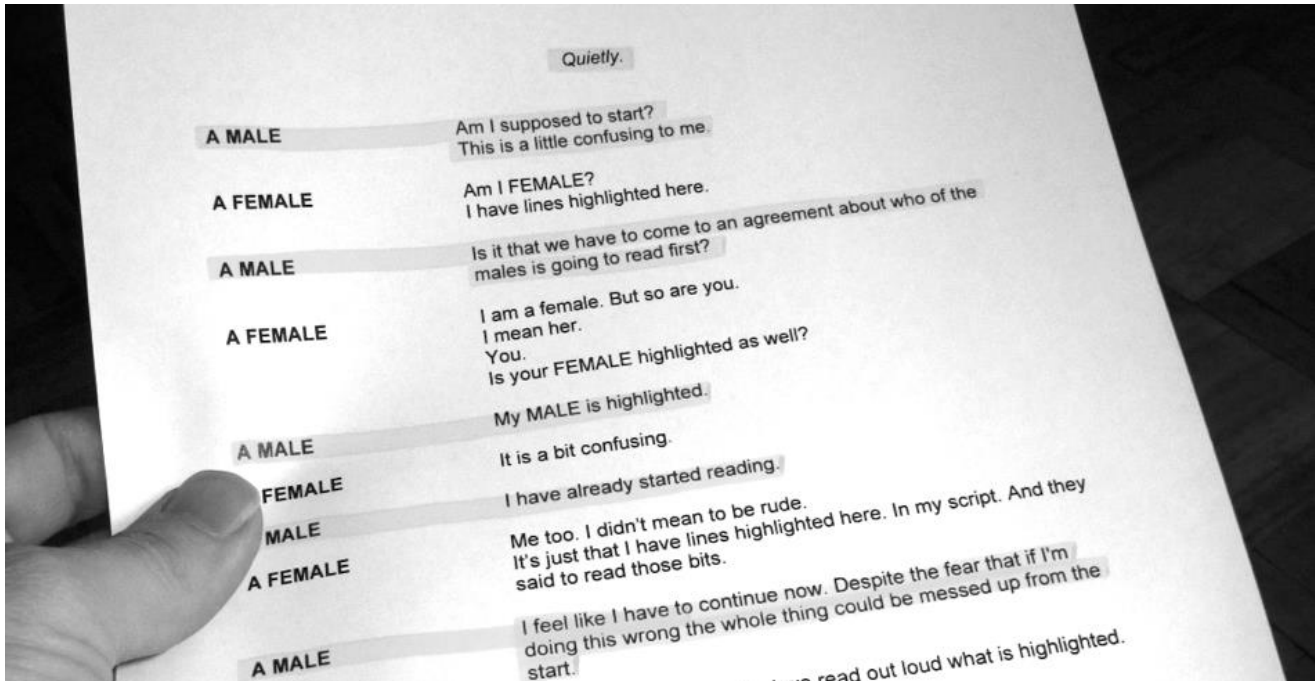 Quietly.
A MALE Am I supposed to start?
This is a little confusing to me.
A FEMALE Am I FEMALE?
I have lines highlighted here.
A MALE Is it that we have to come to an agreement about who of the
males is going to read first?
A FEMALE I am a female. But so are you.
I mean her.
You.
Is your FEMALE highlighted as well?
A MALE My MALE is highlighted.
FEMALE It is a bit confusing.
MALE I have already started reading.
A FEMALE Me too. I didn't mean to be rude.
It's just that I have lines highlighted here. In my script. And they
said to read those bits.
A MALE I feel like I have to continue now. Despite the fear that if I'm
doing this wrong the whole thing could be messed up from the
start.
read out loud what is highlighted.